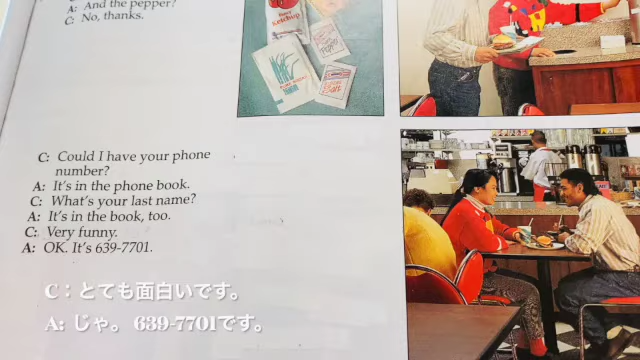 A: And the pepper?
C: No, thanks.
Ketchup
C: Could I have your phone
number?
A: It's in the phone book.
C: What's your last name?
A: It's in the book, too.
C: Very funny.
A: OK. It's 639-7701.
C：とても面白いです。
A: じゃ。 639-7701です。